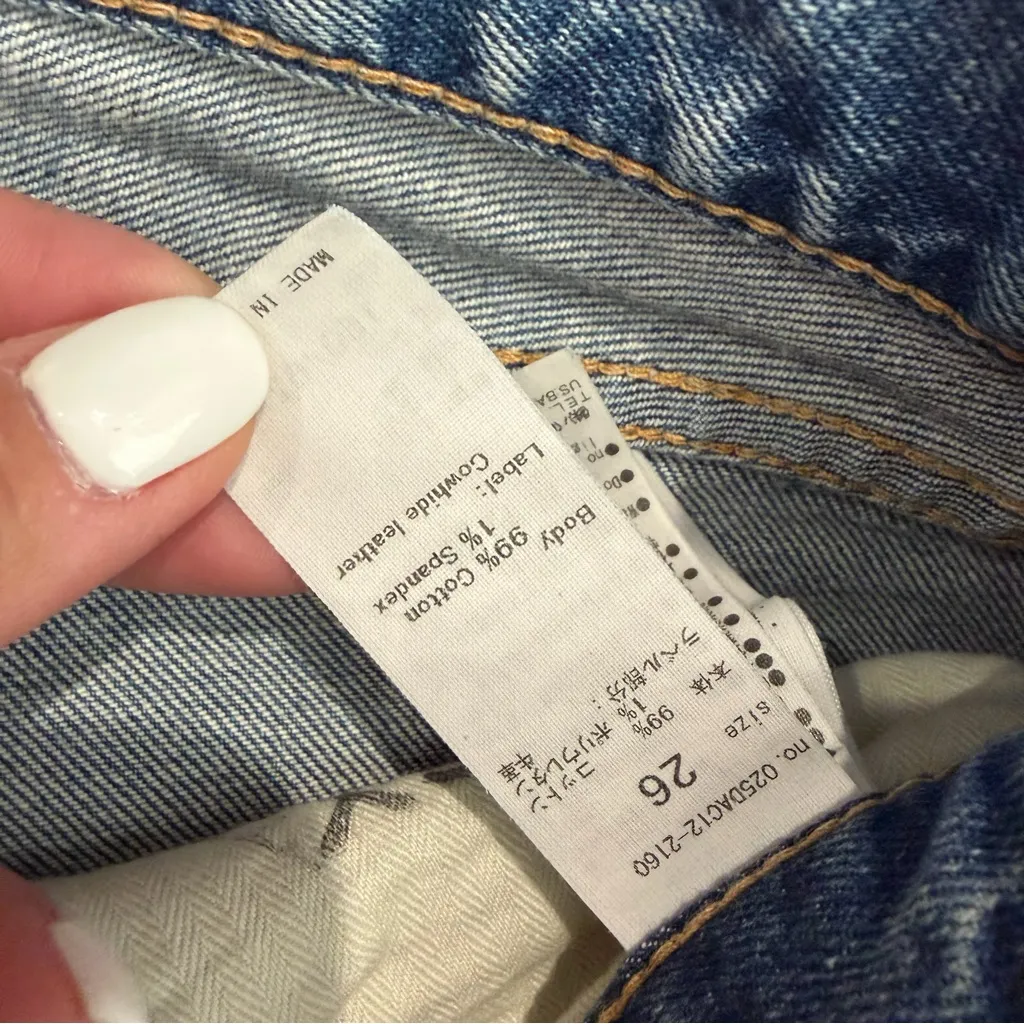 no. 025DAC12-2160
size
26
本体 99% コットン
1% ポリウレタン
ラベル部分: 牛革
Body 99% Cotton
1% Spandex
Label:
Cowhide leather
MADE IN
TEL